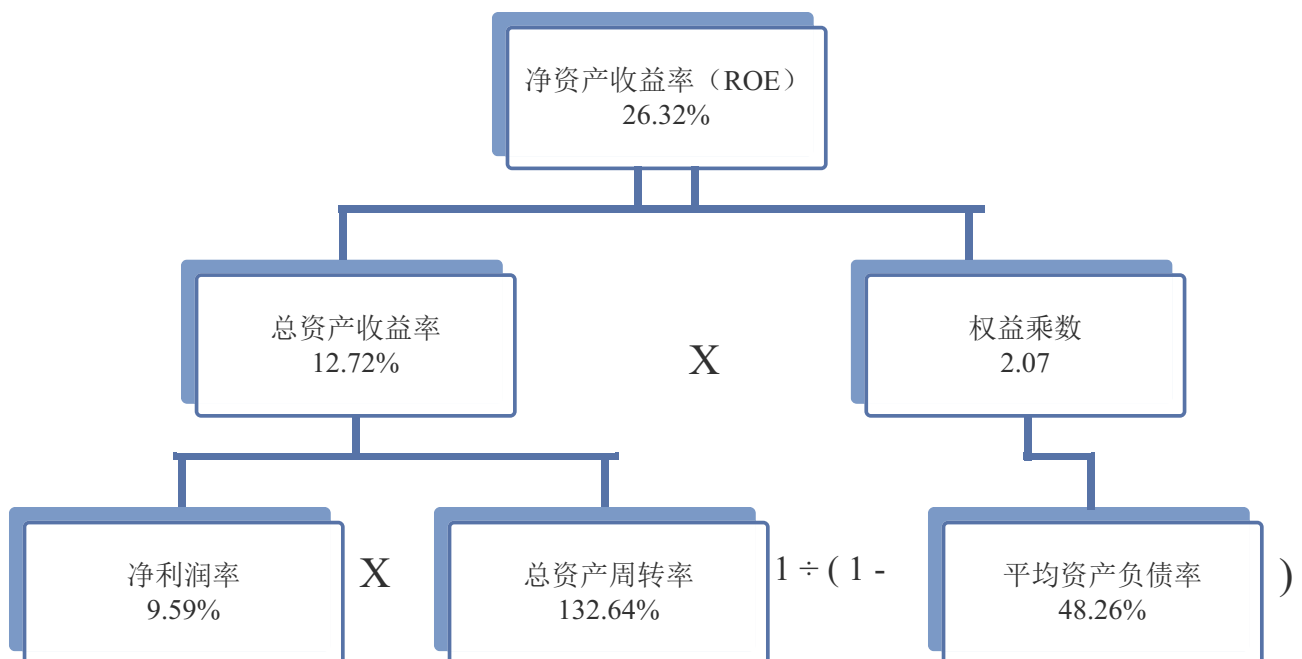 净资产收益率（ROE）
26.32%
总资产收益率
12.72%
X
权益乘数
2.07
净利润率
9.59%
X
总资产周转率
132.64%
1 ÷ ( 1 -
平均资产负债率
48.26%
)